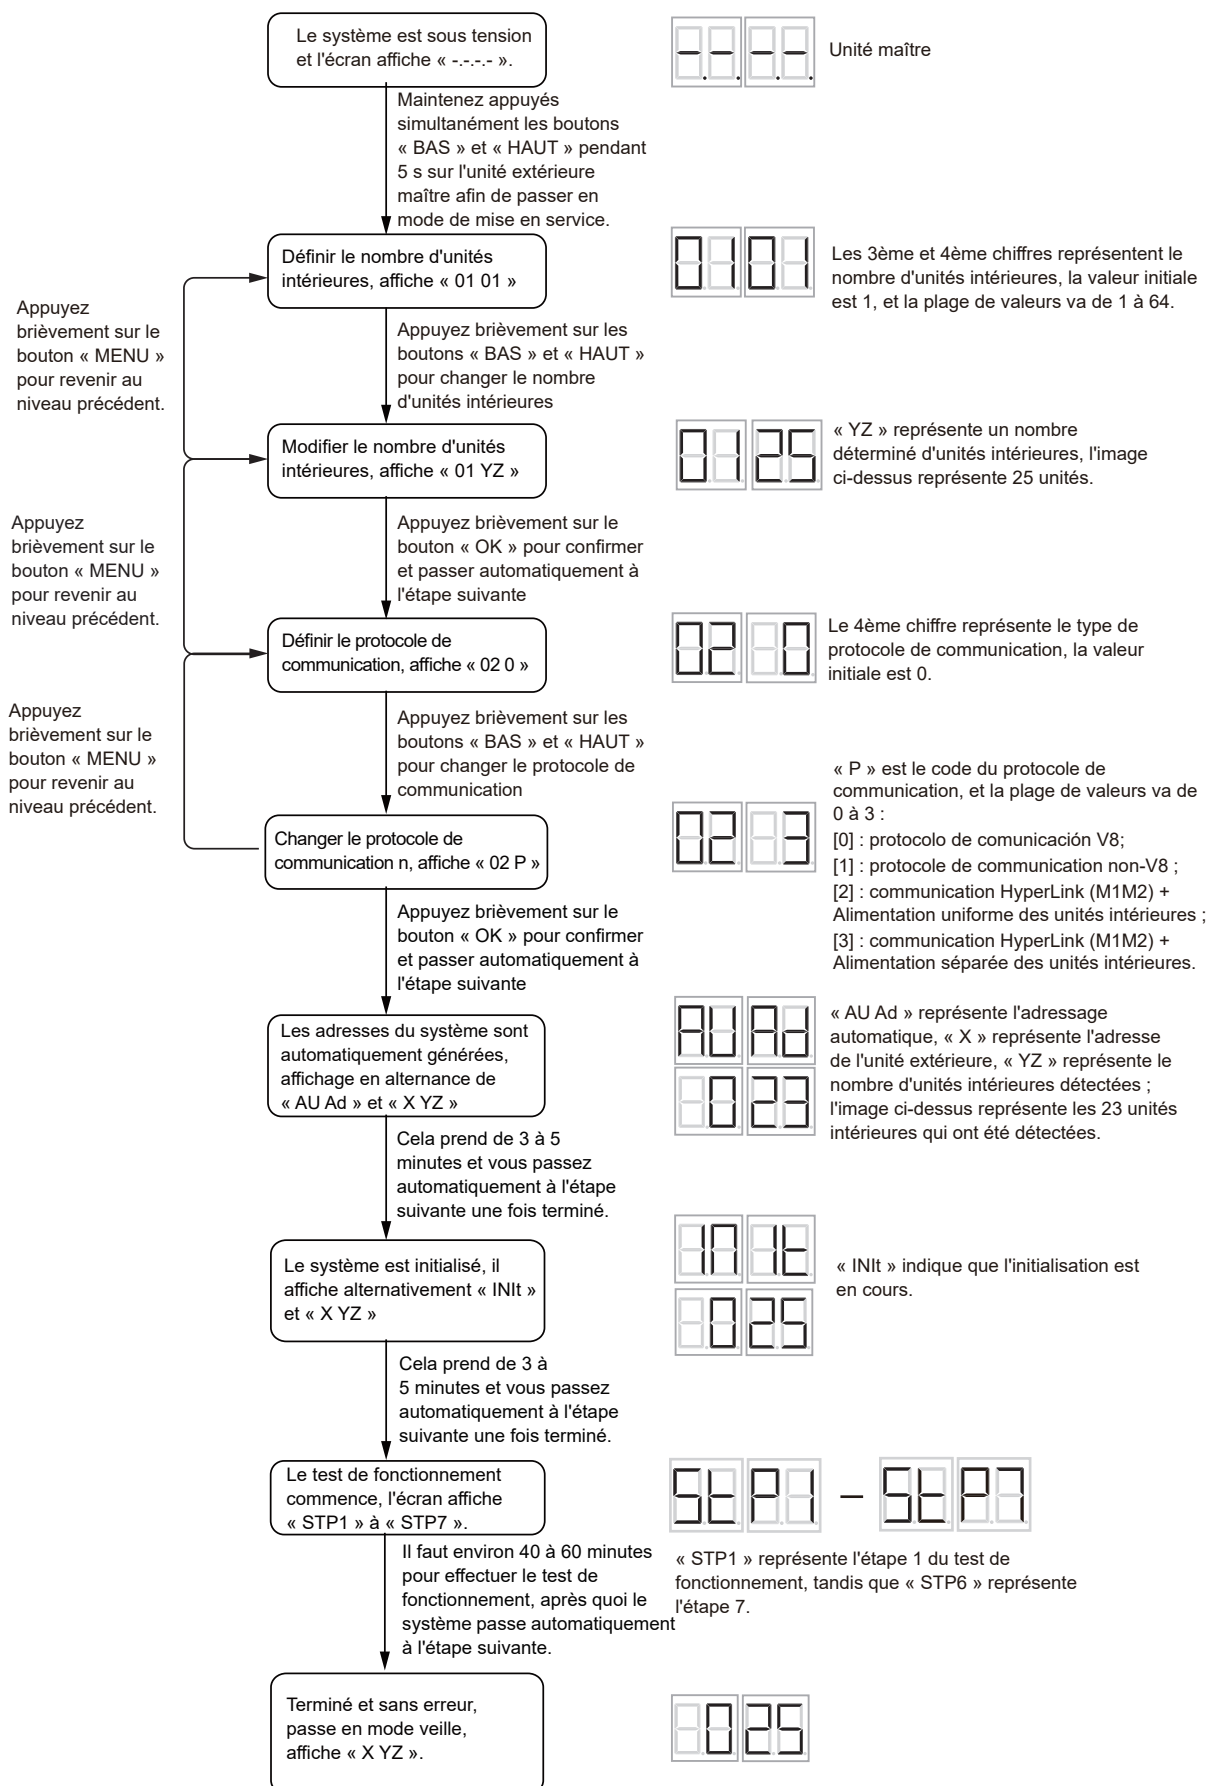 Le système est sous tension
et l'écran affiche « -.-.-.- ».
-.-.-.-.
Unité maître
Maintenez appuyés
simultanément les boutons
« BAS » et « HAUT » pendant
5 s sur l'unité extérieure
maître afin de passer en
mode de mise en service.
Définir le nombre d'unités
intérieures, affiche « 01 01 »
0101
Les 3ème et 4ème chiffres représentent le
nombre d'unités intérieures, la valeur initiale
est 1, et la plage de valeurs va de 1 à 64.
Appuyez
brièvement sur le
bouton « MENU »
pour revenir au
niveau précédent.
Appuyez brièvement sur les
boutons « BAS » et « HAUT »
pour changer le nombre
d'unités intérieures
Modifier le nombre d'unités
intérieures, affiche « 01 YZ »
0125
« YZ » représente un nombre
déterminé d'unités intérieures, l'image
ci-dessus représente 25 unités.
Appuyez
brièvement sur le
bouton « MENU »
pour revenir au
niveau précédent.
Appuyez brièvement sur le
bouton « OK » pour confirmer
et passer automatiquement à
l'étape suivante
Définir le protocole de
communication, affiche « 02 0 »
02 0
Le 4ème chiffre représente le type de
protocole de communication, la valeur
initiale est 0.
Appuyez
brièvement sur le
bouton « MENU »
pour revenir au
niveau précédent.
Appuyez brièvement sur les
boutons « BAS » et « HAUT »
pour changer le protocole de
communication
Changer le protocole de
communication n, affiche « 02 P »
02 3
« P » est le code du protocole de
communication, et la plage de valeurs va de
0 à 3 :
[0] : protocolo de comunicación V8;
[1] : protocole de communication non-V8 ;
[2] : communication HyperLink (M1M2) +
Alimentation uniforme des unités intérieures ;
[3] : communication HyperLink (M1M2) +
Alimentation séparée des unités intérieures.
Appuyez brièvement sur le
bouton « OK » pour confirmer
et passer automatiquement à
l'étape suivante
Les adresses du système sont
automatiquement générées,
affichage en alternance de
« AU Ad » et « X YZ »
AU Ad
023
« AU Ad » représente l'adressage
automatique, « X » représente l'adresse
de l'unité extérieure, « YZ » représente le
nombre d'unités intérieures détectées ;
l'image ci-dessus représente les 23 unités
intérieures qui ont été détectées.
Cela prend de 3 à 5
minutes et vous passez
automatiquement à l'étape
suivante une fois terminé.
Le système est initialisé, il
affiche alternativement « INIt »
et « X YZ »
INIt
025
« INIt » indique que l'initialisation est
en cours.
Cela prend de 3 à
5 minutes et vous passez
automatiquement à l'étape
suivante une fois terminé.
Le test de fonctionnement
commence, l'écran affiche
« STP1 » à « STP7 ».
StP1 – StP7
« STP1 » représente l'étape 1 du test de
fonctionnement, tandis que « STP6 » représente
l'étape 7.
Il faut environ 40 à 60 minutes
pour effectuer le test de
fonctionnement, après quoi le
système passe automatiquement
à l'étape suivante.
Terminé et sans erreur,
passe en mode veille,
affiche « X YZ ».
025